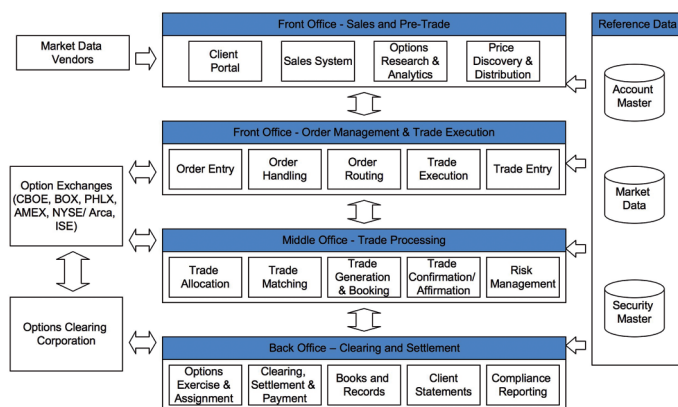 Front Office - Sales and Pre-Trade
Reference Data
Market Data
Vendors
Client
Portal
Sales System
Options
Research &
Analytics
Price
Discovery &
Distribution
Account
Master
Front Office - Order Management & Trade Execution
Order Entry
Order
Handling
Order
Routing
Trade
Execution
Trade Entry
Option Exchanges
(CBOE, BOX, PHLX,
AMEX, NYSE/ Arca,
ISE)
Market
Data
Middle Office - Trade Processing
Trade
Allocation
Trade
Matching
Trade
Generation
& Booking
Trade
Confirmation/
Affirmation
Risk
Management
Options Clearing
Corporation
Security
Master
Back Office – Clearing and Settlement
Options
Exercise &
Assignment
Clearing,
Settlement &
Payment
Books and
Records
Client
Statements
Compliance
Reporting